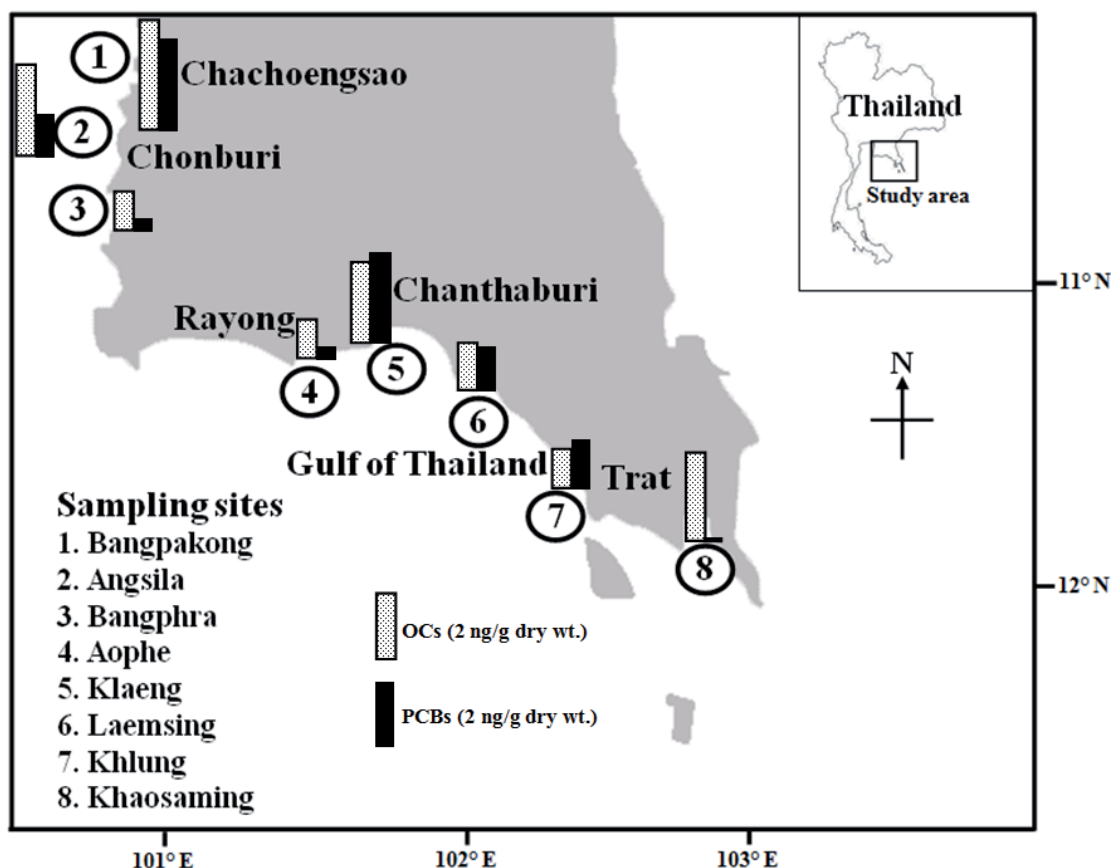 1
Chachoengsao
2
Chonburi
3
Thailand
Study area
Chanthaburi
11° N
Rayong
5
4
N
6
Gulf of Thailand
Trat
7
8
12° N
Sampling sites
1. Bangpakong
2. Angsila
3. Bangphra
4. Aophe
5. Klaeng
6. Laemsing
7. Khlung
8. Khaosaming
OCs (2 ng/g dry wt.)
PCBs (2 ng/g dry wt.)
101° E
102° E
103° E